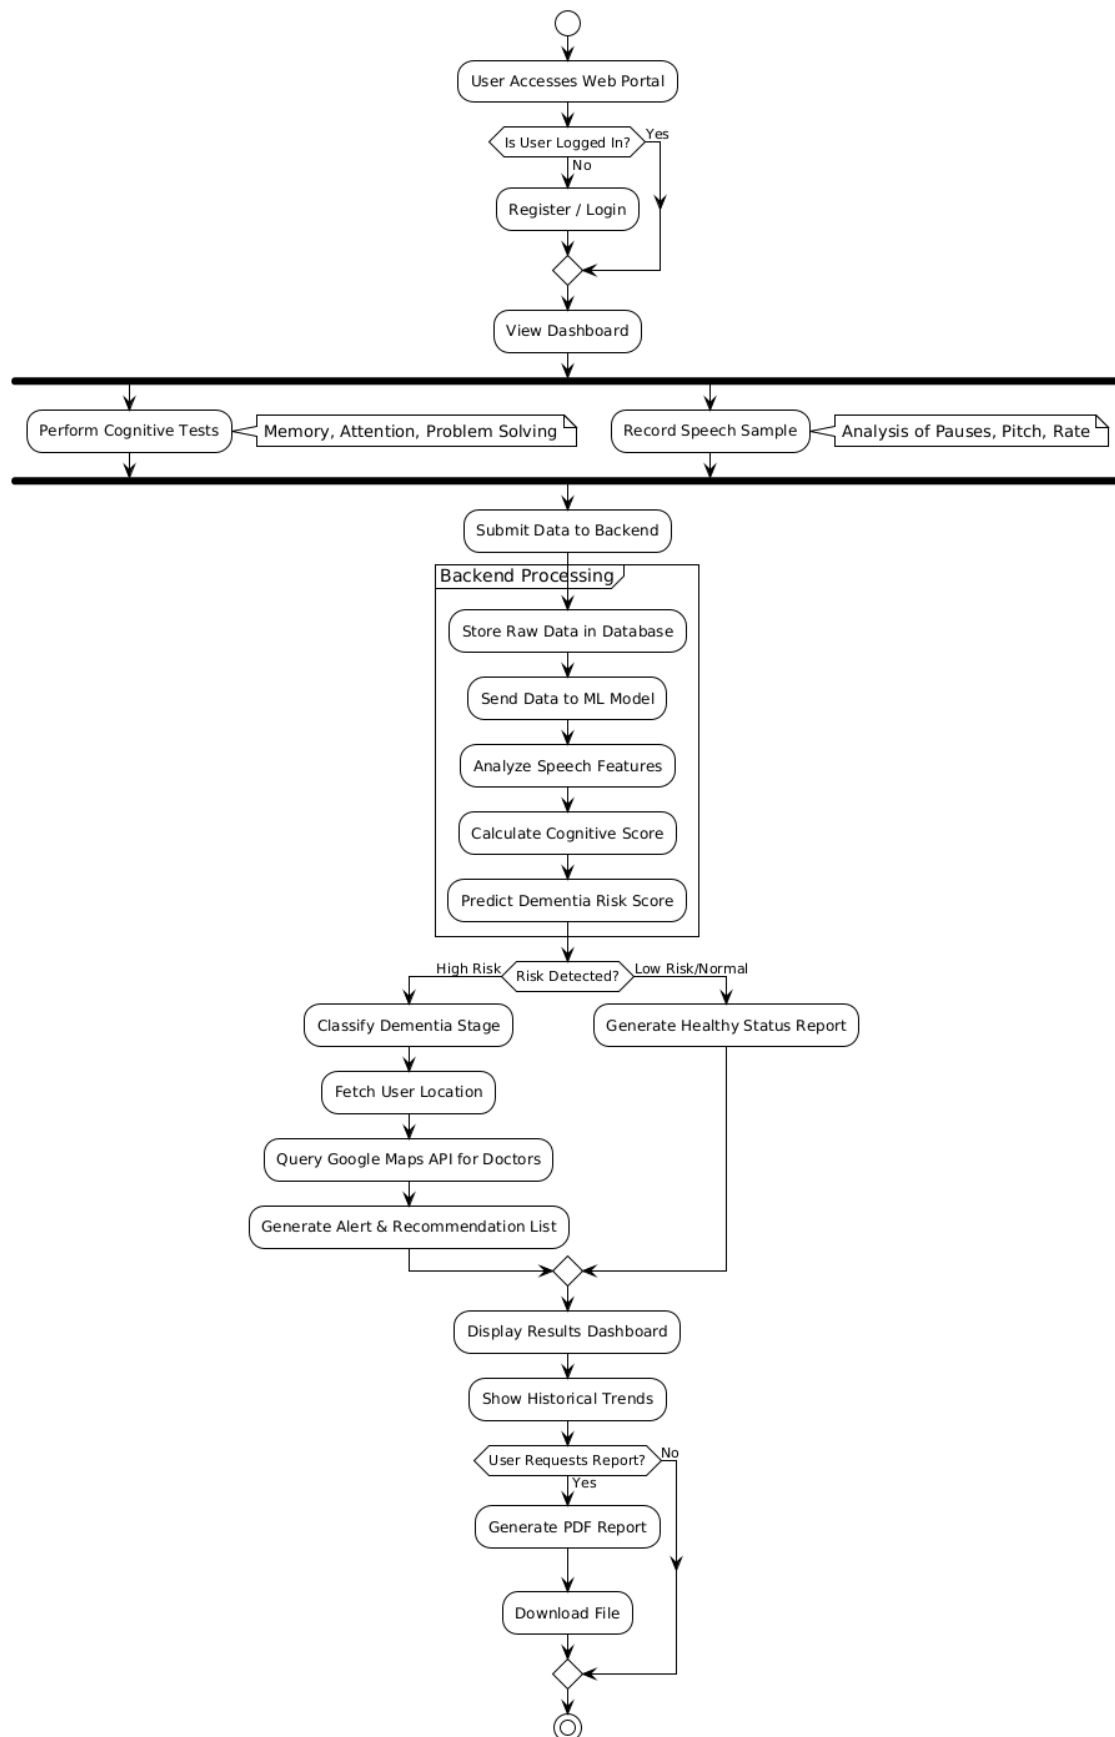 User Accesses Web Portal
Is User Logged In?
Yes
No
Register / Login
View Dashboard
Perform Cognitive Tests
Memory, Attention, Problem Solving
Record Speech Sample
Analysis of Pauses, Pitch, Rate
Submit Data to Backend
Backend Processing
Store Raw Data in Database
Send Data to ML Model
Analyze Speech Features
Calculate Cognitive Score
Predict Dementia Risk Score
High Risk
Risk Detected?
Low Risk/Normal
Classify Dementia Stage
Generate Healthy Status Report
Fetch User Location
Query Google Maps API for Doctors
Generate Alert & Recommendation List
Display Results Dashboard
Show Historical Trends
User Requests Report?
No
Yes
Generate PDF Report
Download File